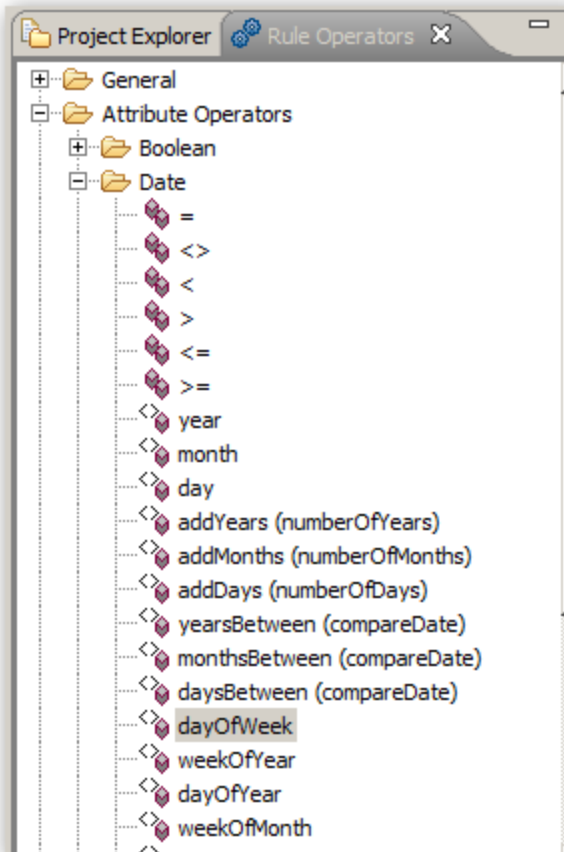 Project Explorer Rule Operators
General
Attribute Operators
Boolean
Date
=
<>
<
>
<=
>=
year
month
day
addYears (numberOfYears)
addMonths (numberOfMonths)
addDays (numberOfDays)
yearsBetween (compareDate)
monthsBetween (compareDate)
daysBetween (compareDate)
dayOfWeek
weekOfYear
dayOfYear
weekOfMonth